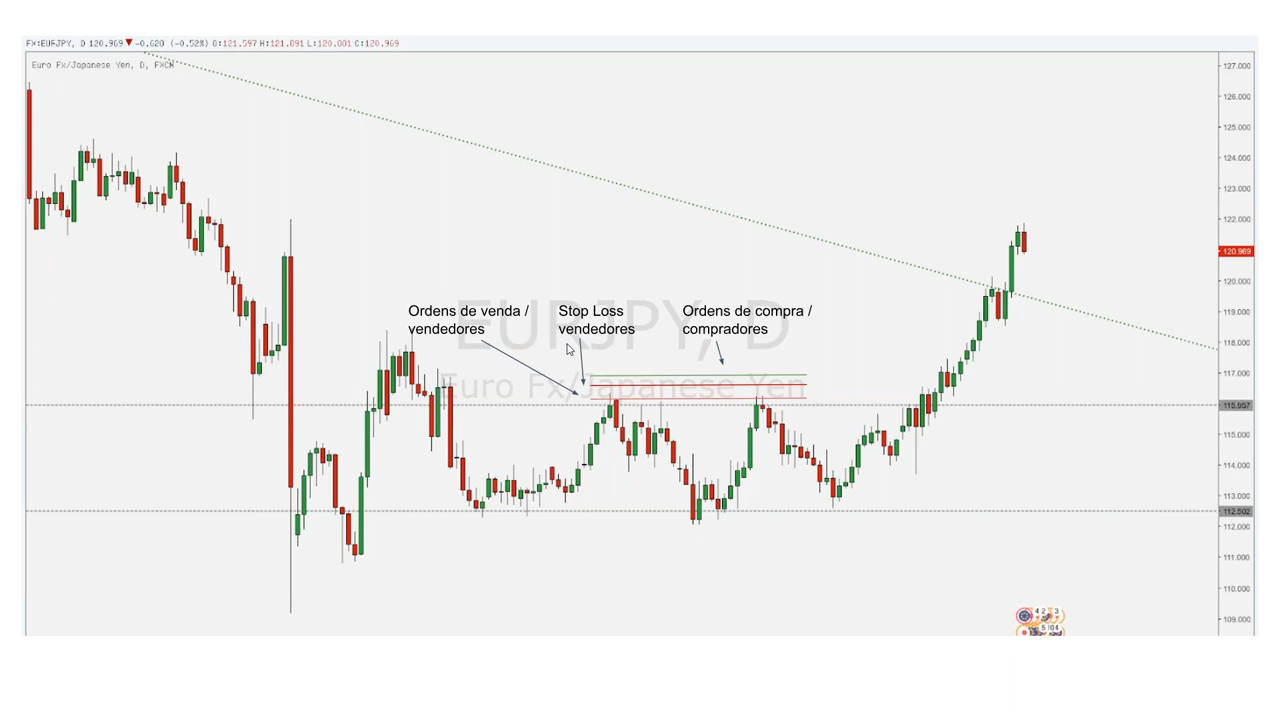 FX:EURJPY, D 120.969 ▼ -0.620 (-0.52%) O:121.597 H:121.891 L:120.881 C:120.969
Euro Fx/Japanese Yen, D, FXCM
127.000
126.000
125.000
124.000
123.000
122.000
120.969
120.000
119.000
118.000
117.000
115.957
115.000
114.000
113.000
112.502
112.000
111.000
110.000
109.000
EURJPY, D
Euro Fx/Japanese Yen
Ordens de venda /
vendedores
Stop Loss
vendedores
Ordens de compra /
compradores